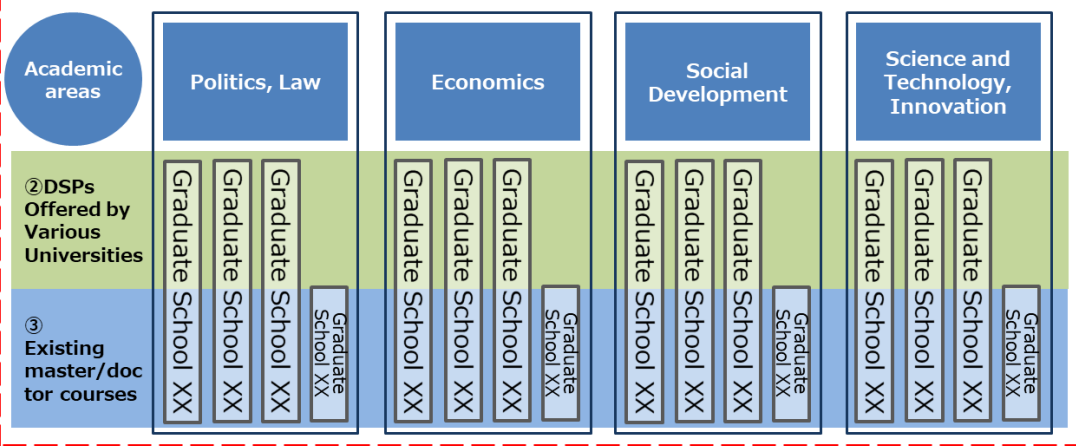 Academic
areas
Politics, Law
Economics
Social
Development
Science and
Technology,
Innovation
②DSPs
Offered by
Various
Universities
③
Existing
master/doc
tor courses
Graduate School XX
Graduate School XX
Graduate School XX
Graduate
School XX
Graduate School XX
Graduate School XX
Graduate School XX
Graduate
School XX
Graduate School XX
Graduate School XX
Graduate School XX
Graduate
School XX
Graduate School XX
Graduate School XX
Graduate School XX
Graduate
School XX